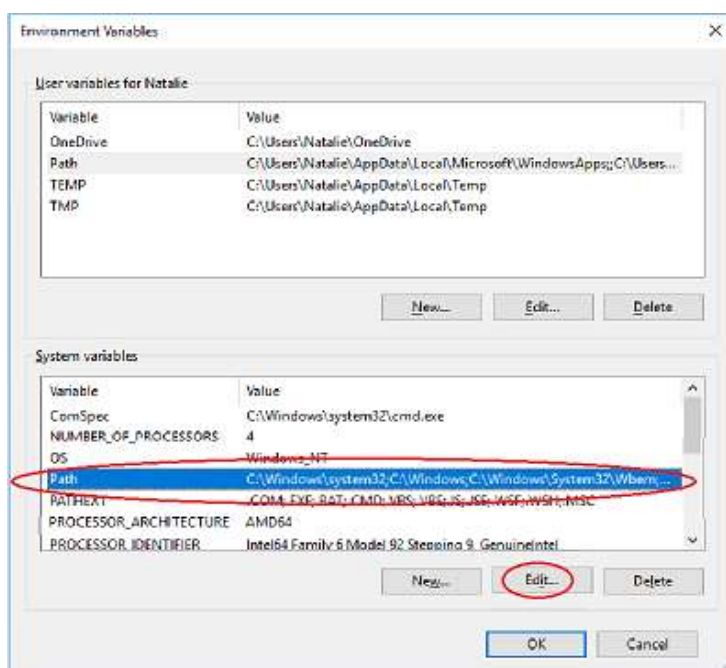 Environment Variables
User variables for Natalie
Variable Value
OneDrive C:\Users\Natalie\OneDrive
Path C:\Users\Natalie\AppData\Local\Microsoft\WindowsApps;;C:\Users...
TEMP C:\Users\Natalie\AppData\Local\Temp
TMP C:\Users\Natalie\AppData\Local\Temp
New... Edit... Delete
System variables
Variable Value
ComSpec C:\Windows\system32\cmd.exe
NUMBER_OF_PROCESSORS 4
OS Windows_NT
Path C:\Windows\system32;C:\Windows;C:\Windows\System32\Wbem;...
PATHEXT .COM;.EXE;.BAT;.CMD;.VBS;.VBE;.JS;.JSE;.WSF;.WSH;.MSC
PROCESSOR_ARCHITECTURE AMD64
PROCESSOR_IDENTIFIER Intel64 Family 6 Model 92 Stepping 9, GenuineIntel
New... Edit... Delete
OK Cancel